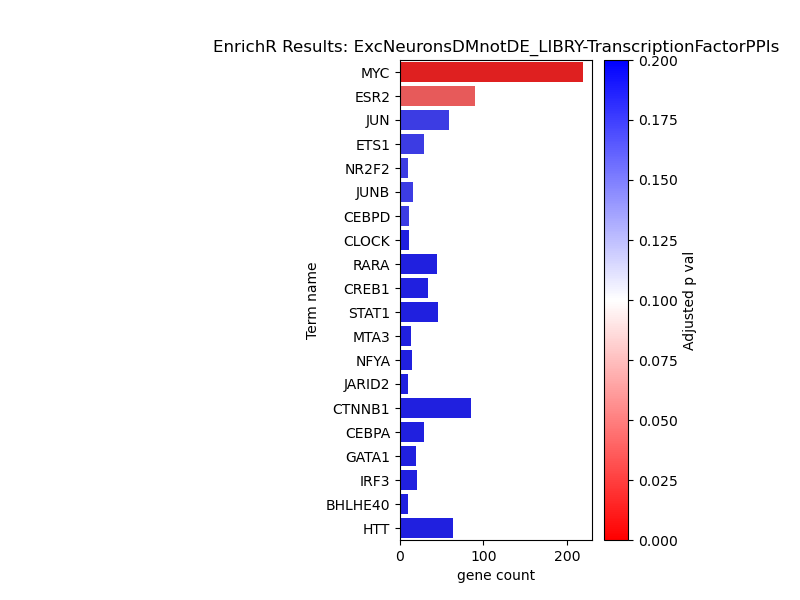 EnrichR Results: ExcNeuronsDMnotDE_LIBRY-TranscriptionFactorPPIs
MYC
ESR2
JUN
ETS1
NR2F2
JUNB
CEBPD
CLOCK
RARA
CREB1
STAT1
MTA3
NFYA
JARID2
CTNNB1
CEBPA
GATA1
IRF3
BHLHE40
HTT
Term name
0 100 200
gene count
0.200
0.175
0.150
0.125
0.100
0.075
0.050
0.025
0.000
Adjusted p val